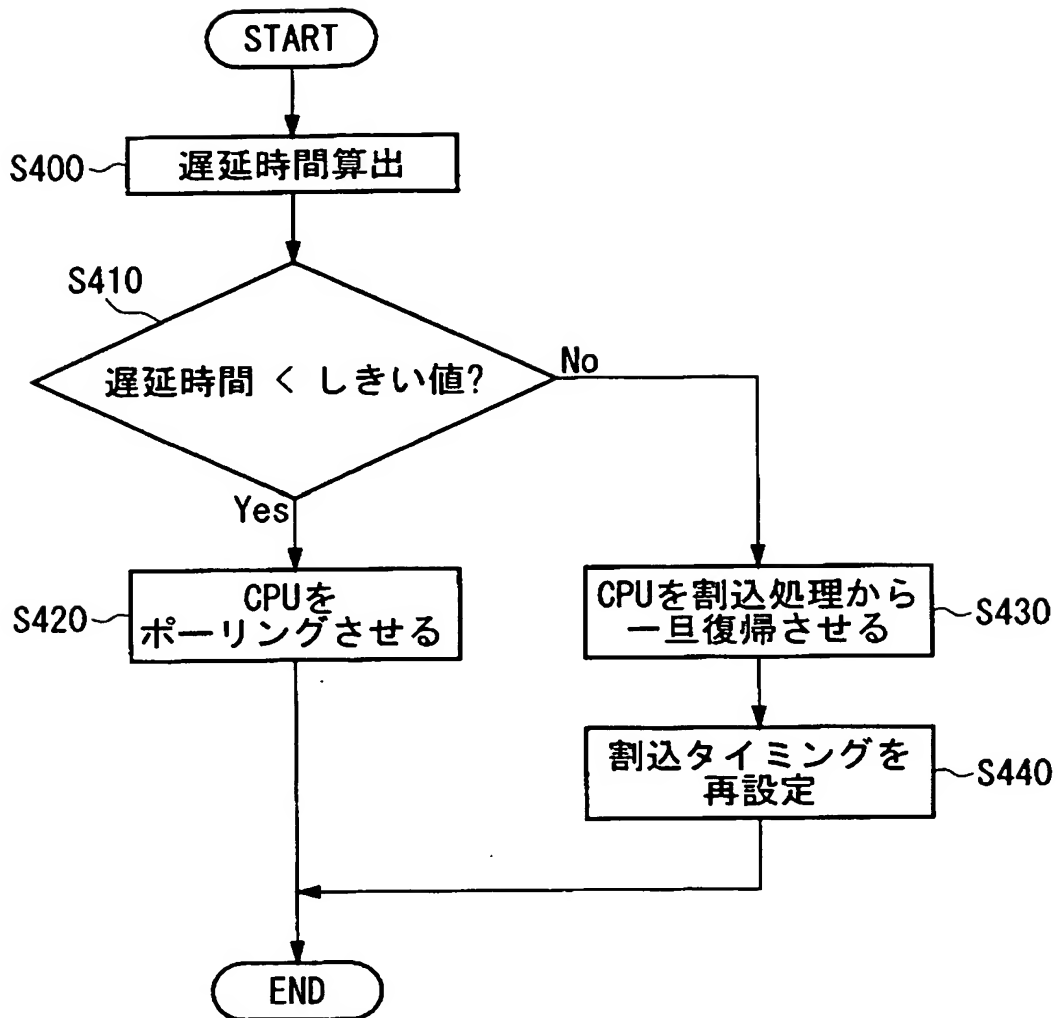 START
S400
遅延時間算出
S410
遅延時間 < しきい値?
No
Yes
S420
CPUを
ポーリングさせる
CPUを割込処理から
一旦復帰させる
S430
割込タイミングを
再設定
S440
END